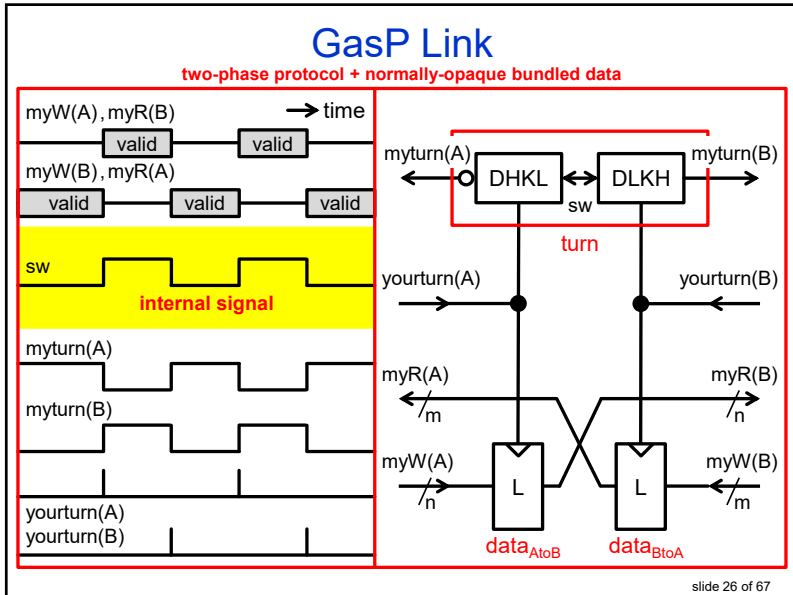 GasP Link
two-phase protocol + normally-opaque bundled data
myW(A), myR(B)
time
valid
valid
myW(B), myR(A)
valid
valid
valid
sw
internal signal
myturn(A)
myturn(B)
yourturn(A)
yourturn(B)
myturn(A)
myturn(B)
DHKL
DLKH
sw
turn
yourturn(A)
yourturn(B)
myR(A)
myR(B)
m
n
myW(A)
myW(B)
L
L
n
m
dataAtoB
dataBtoA
slide 26 of 67